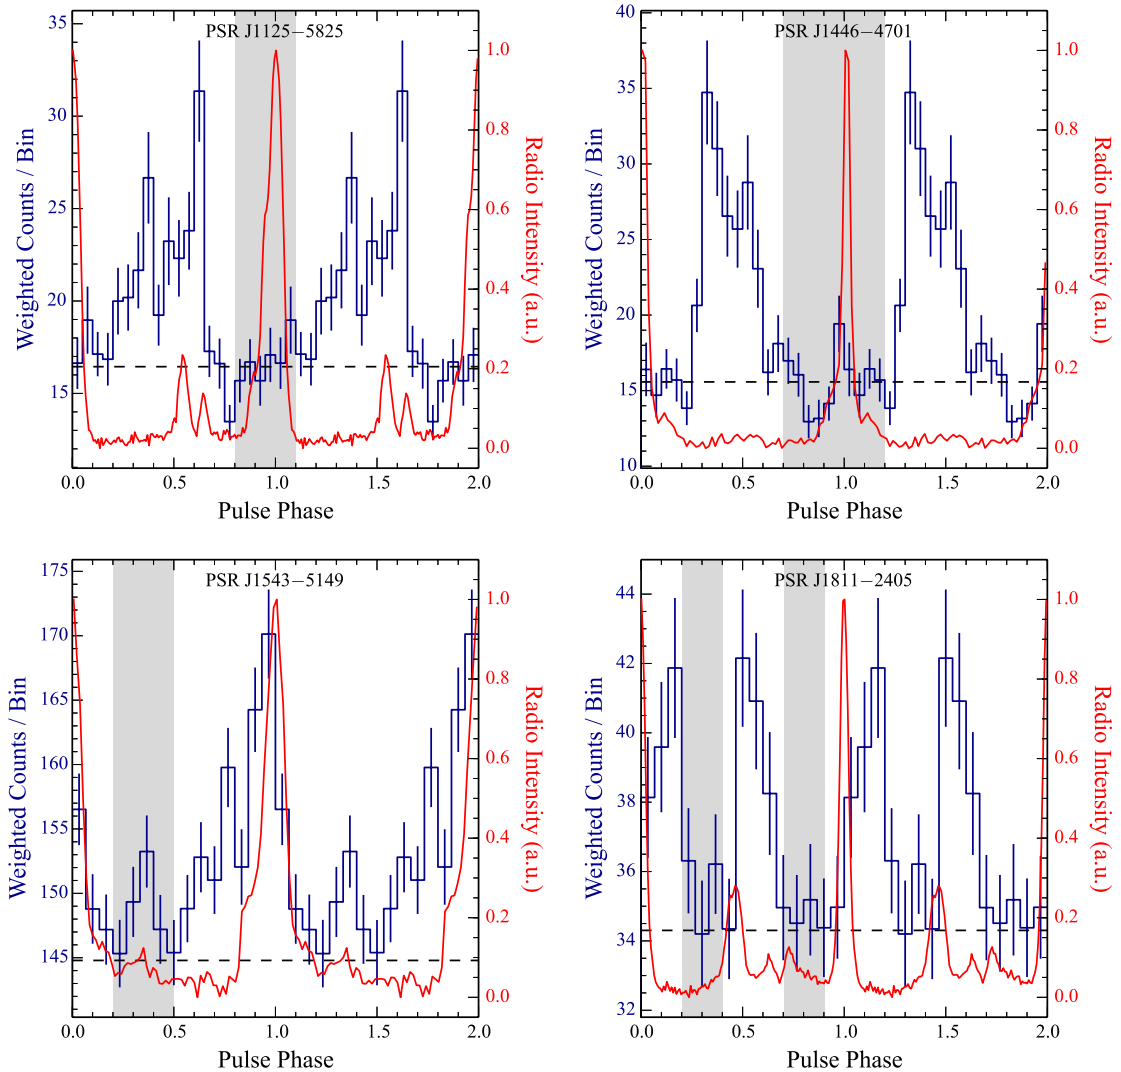 PSR J1125−5825
35
30
25
20
15
Weighted Counts / Bin
1.0
0.8
0.6
0.4
0.2
0.0
Radio Intensity (a.u.)
0.0 0.5 1.0 1.5 2.0
Pulse Phase
PSR J1446−4701
40
35
30
25
20
15
10
Weighted Counts / Bin
1.0
0.8
0.6
0.4
0.2
0.0
Radio Intensity (a.u.)
0.0 0.5 1.0 1.5 2.0
Pulse Phase
PSR J1543−5149
175
170
165
160
155
150
145
Weighted Counts / Bin
1.0
0.8
0.6
0.4
0.2
0.0
Radio Intensity (a.u.)
0.0 0.5 1.0 1.5 2.0
Pulse Phase
PSR J1811−2405
44
42
40
38
36
34
32
Weighted Counts / Bin
1.0
0.8
0.6
0.4
0.2
0.0
Radio Intensity (a.u.)
0.0 0.5 1.0 1.5 2.0
Pulse Phase